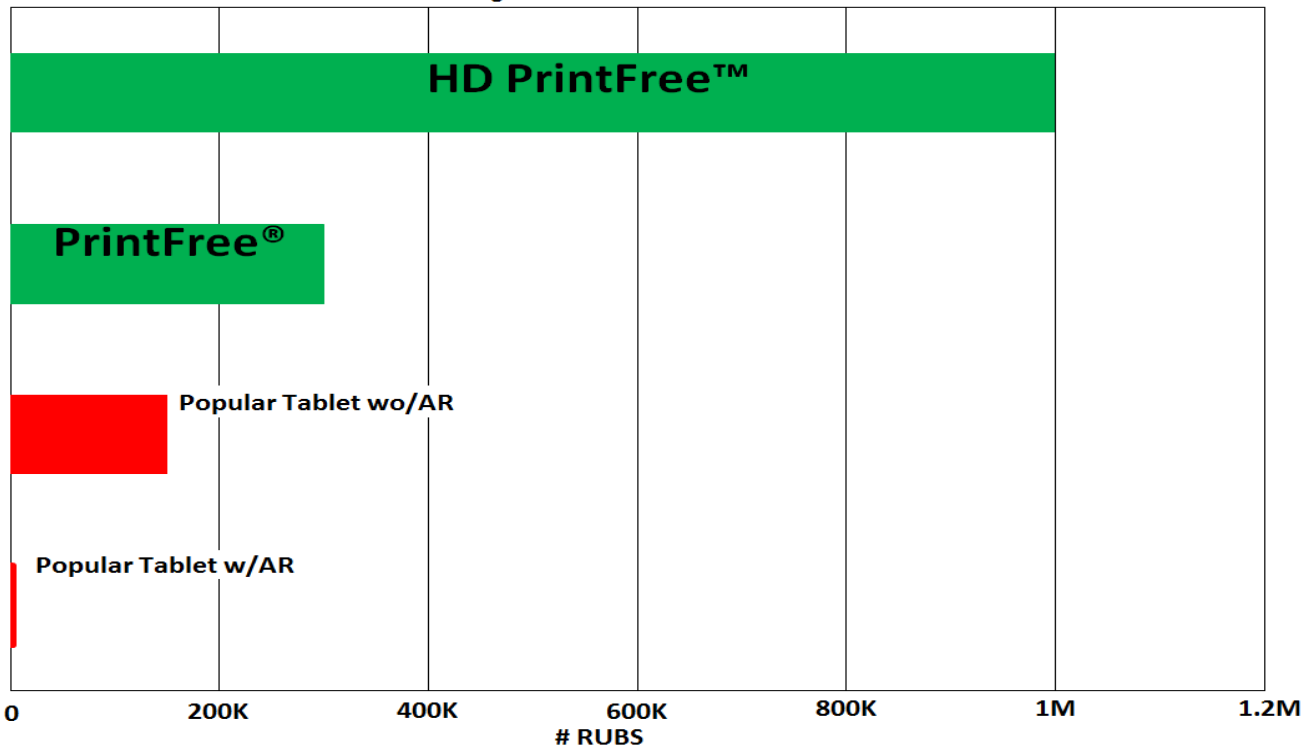 HD PrintFree™
PrintFree®
Popular Tablet wo/AR
Popular Tablet w/AR
0 200K 400K 600K 800K 1M 1.2M
# RUBS